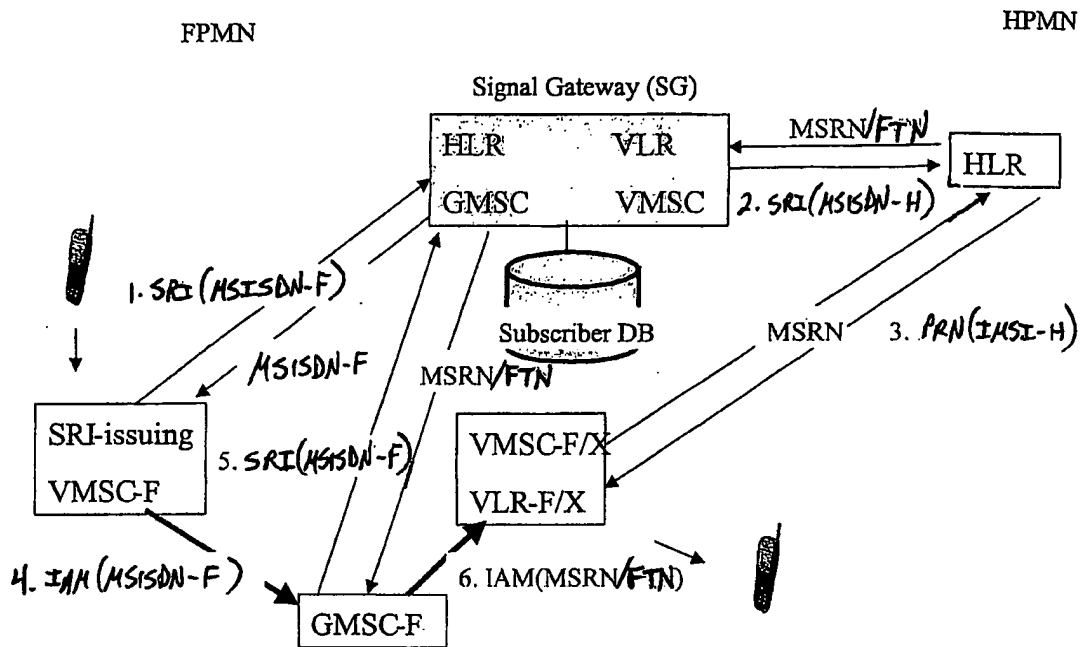 FPMN
HPMN
Signal Gateway (SG)
HLR VLR
GMSC VMSC
MSRN/FTN
HLR
2. SRI(MSISDN-H)
1. SRI(MSISDN-F)
MSISDN-F
Subscriber DB
MSRN
3. PRN(IMSI-H)
MSRN/FTN
SRI-issuing
VMSC-F
5. SRI(MSISDN-F)
VMSC-F/X
VLR-F/X
4. IAM(MSISDN-F)
6. IAM(MSRN/FTN)
GMSC-F